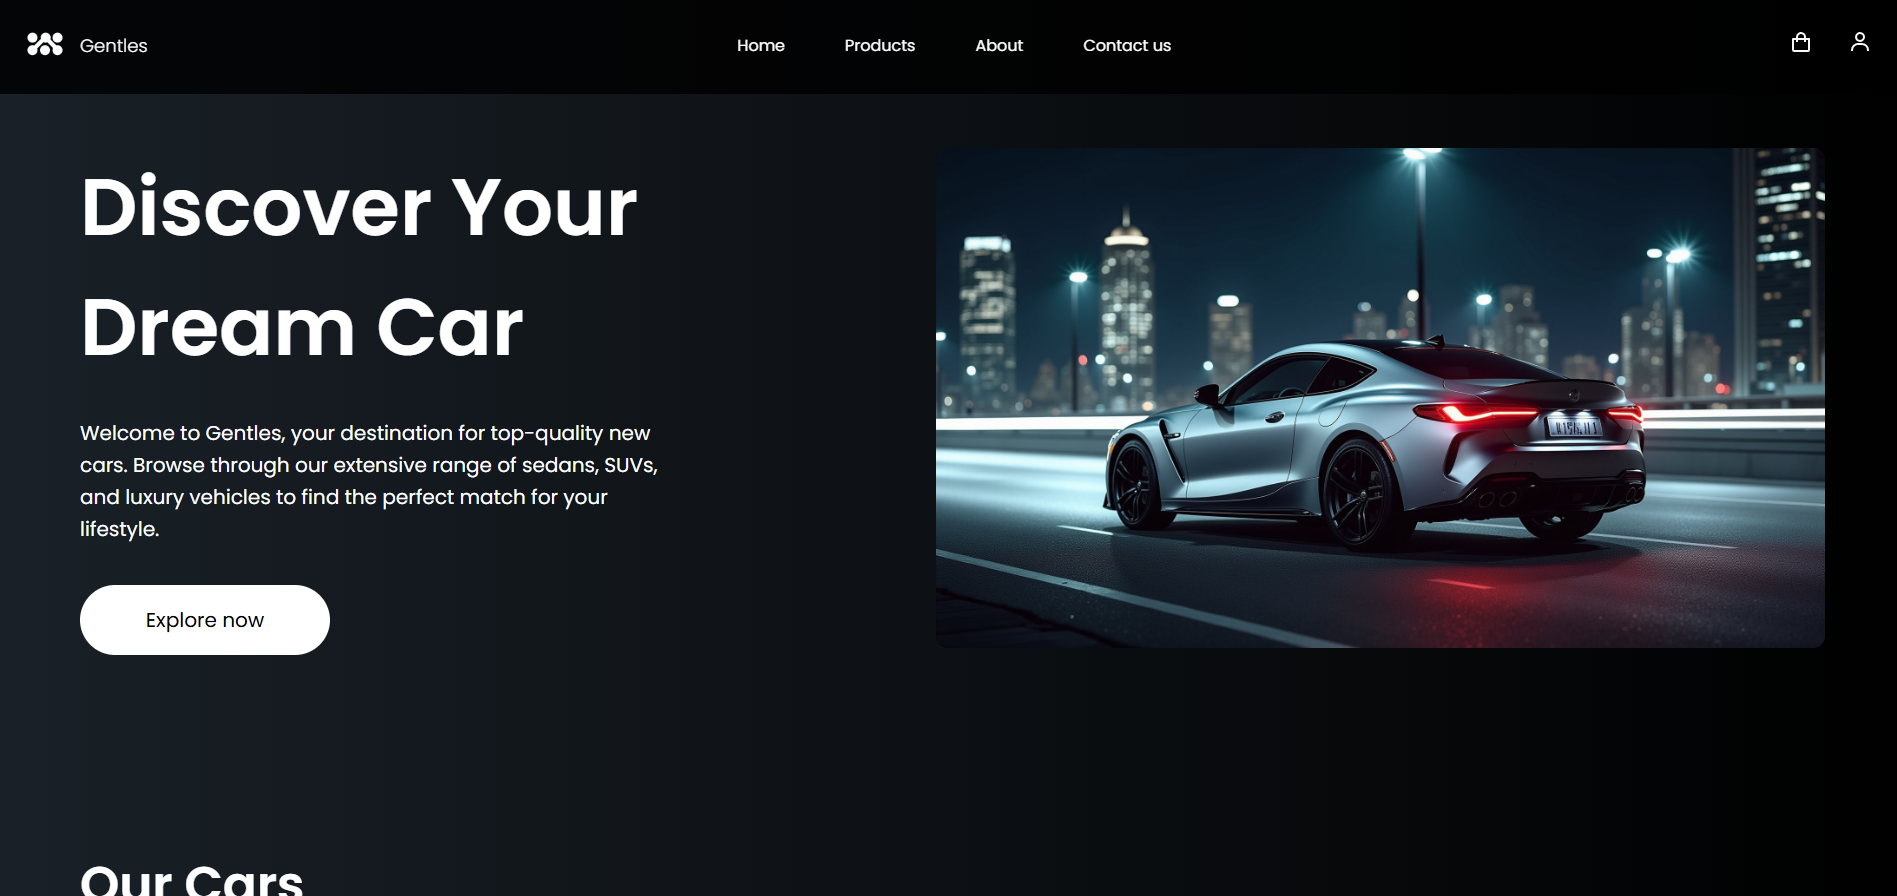 Gentles
Home
Products
About
Contact us
Discover Your
Dream Car
Welcome to Gentles, your destination for top-quality new
cars. Browse through our extensive range of sedans, SUVs,
and luxury vehicles to find the perfect match for your
lifestyle.
Explore now
Our Cars